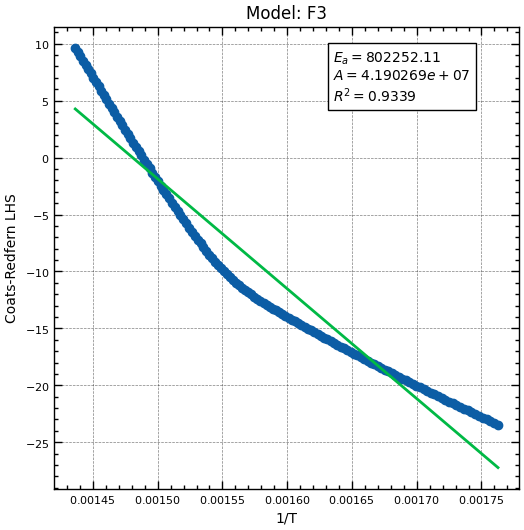 Model: F3
10
5
0
−5
−10
−15
−20
−25
Coats-Redfern LHS
E_a = 802252.11
A = 4.190269e + 07
R² = 0.9339
0.00145 0.00150 0.00155 0.00160 0.00165 0.00170 0.00175
1/T